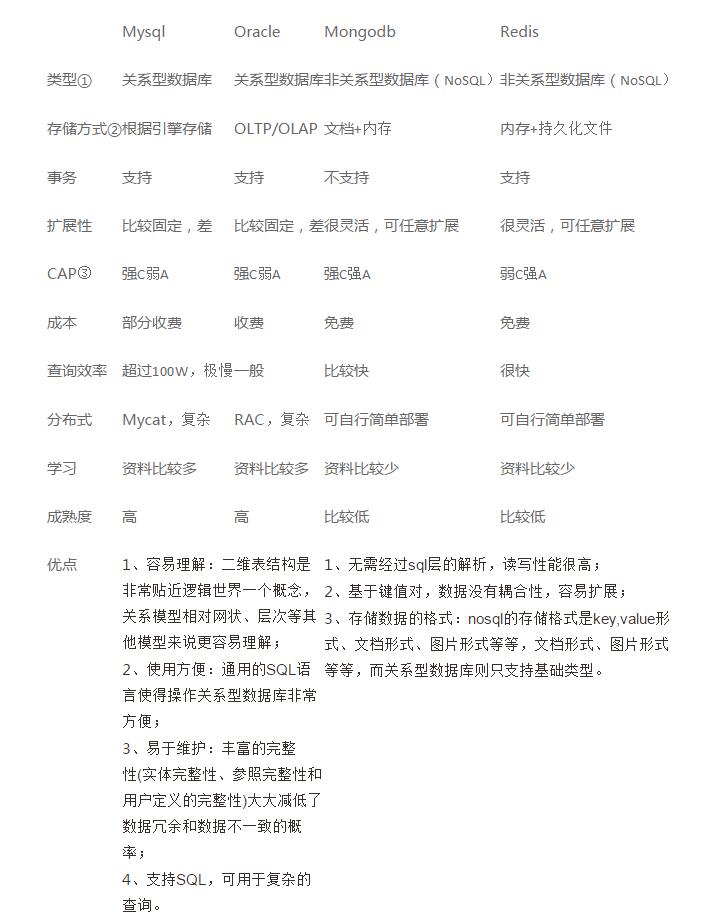 Mysql Oracle Mongodb Redis
类型① 关系型数据库 关系型数据库 非关系型数据库（NoSQL） 非关系型数据库（NoSQL）
存储方式② 根据引擎存储 OLTP/OLAP 文档+内存 内存+持久化文件
事务 支持 支持 不支持 支持
扩展性 比较固定，差 比较固定，差 很灵活，可任意扩展 很灵活，可任意扩展
CAP③ 强C弱A 强C弱A 强C强A 弱C强A
成本 部分收费 收费 免费 免费
查询效率 超过100W，极慢 一般 比较快 很快
分布式 Mycat，复杂 RAC，复杂 可自行简单部署 可自行简单部署
学习 资料比较多 资料比较多 资料比较少 资料比较少
成熟度 高 高 比较低 比较低
优点
1、容易理解：二维表结构是
非常贴近逻辑世界一个概念，
关系模型相对网状、层次等其
他模型来说更容易理解；
2、使用方便：通用的SQL语
言使得操作关系型数据库非常
方便；
3、易于维护：丰富的完整
性(实体完整性、参照完整性和
用户定义的完整性)大大减低了
数据冗余和数据不一致的概
率；
4、支持SQL，可用于复杂的
查询。
1、无需经过sql层的解析，读写性能很高；
2、基于键值对，数据没有耦合性，容易扩展；
3、存储数据的格式：nosql的存储格式是key,value形
式、文档形式、图片形式等等，文档形式、图片形式
等等，而关系型数据库则只支持基础类型。